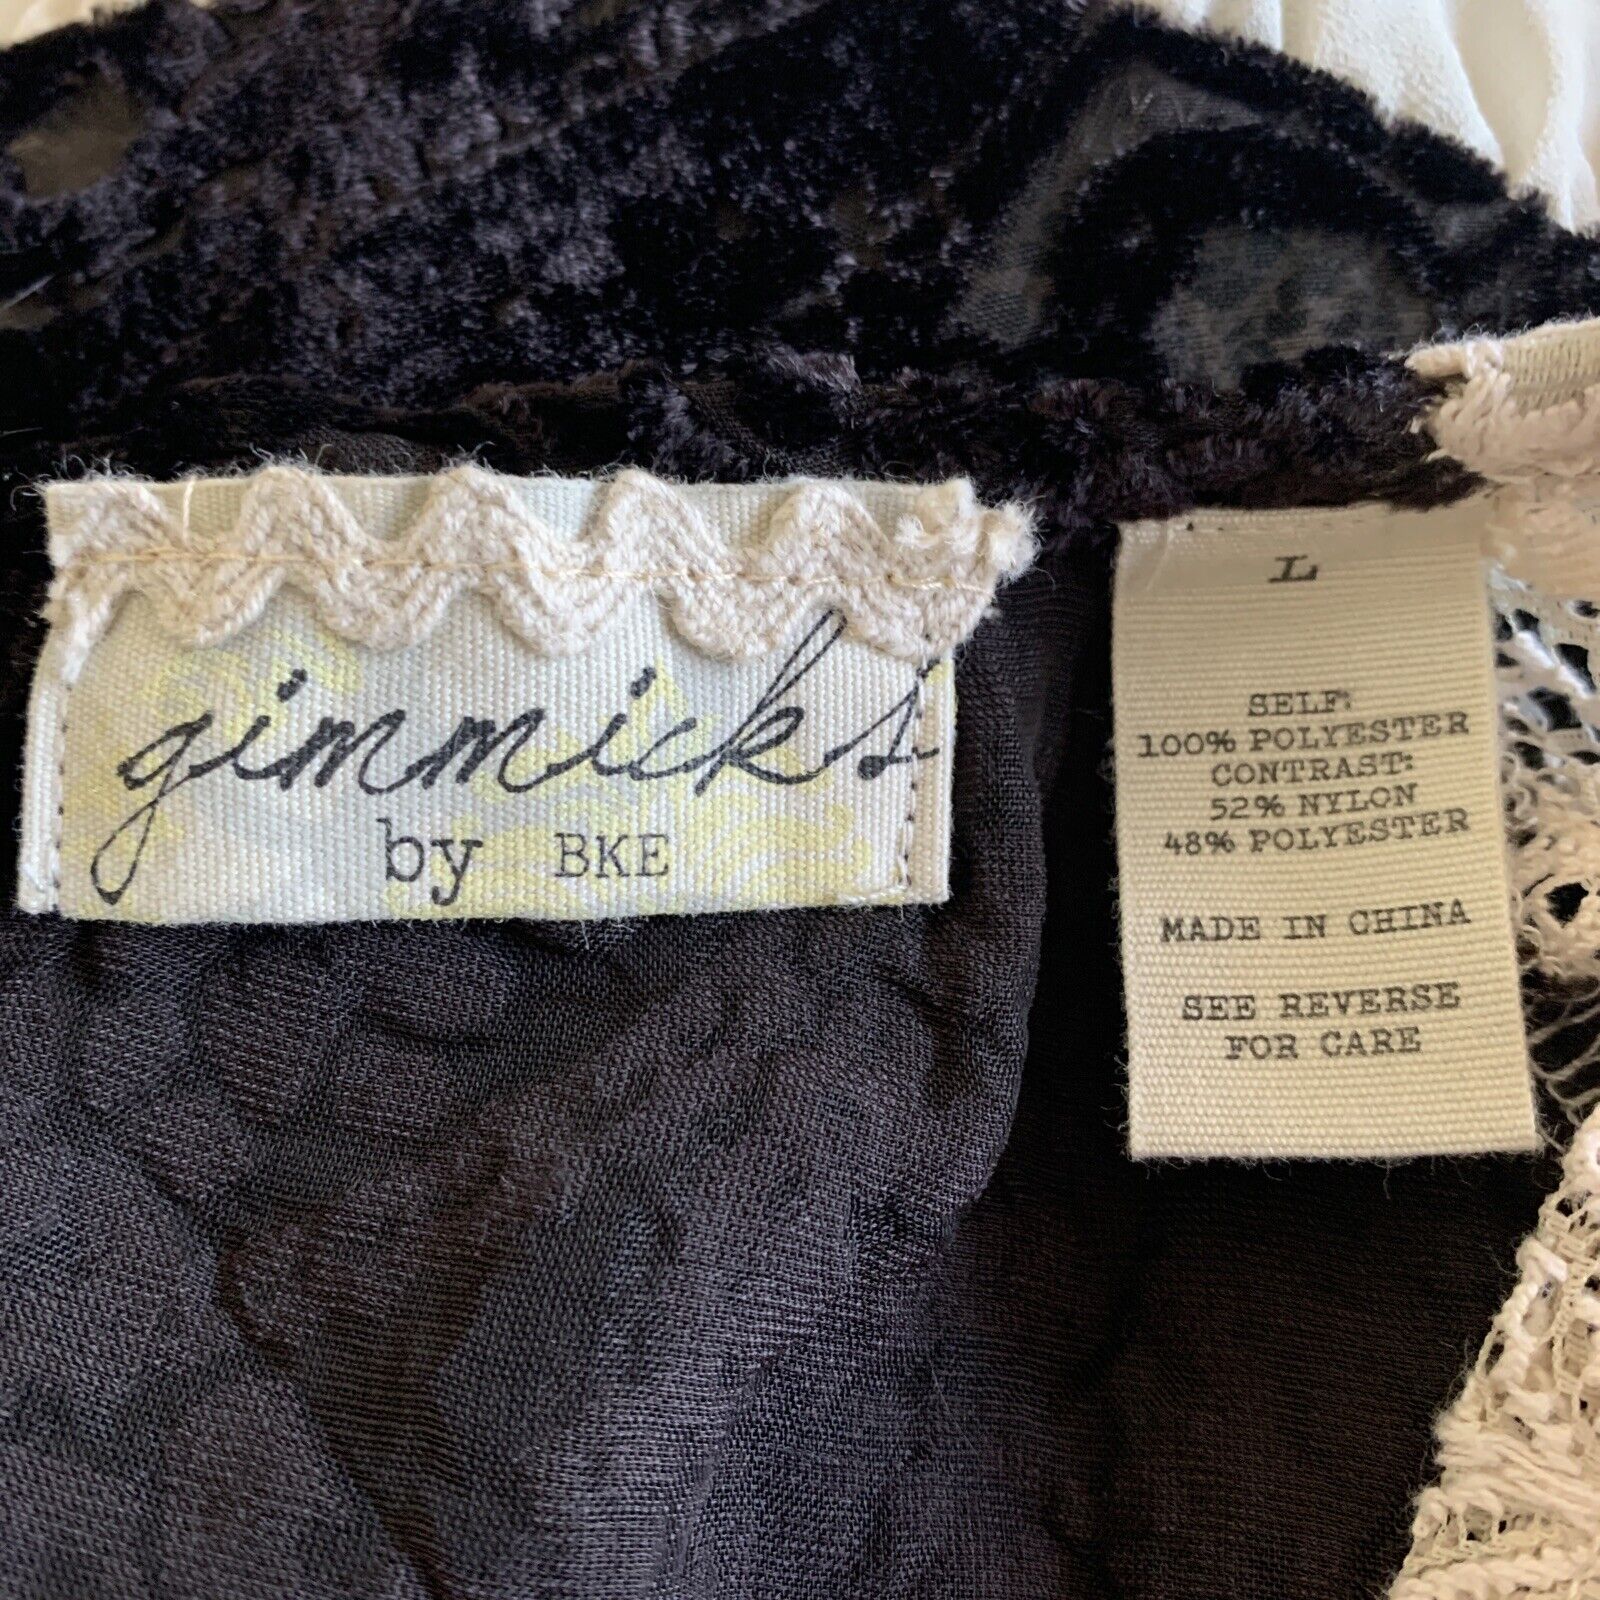 gimmicks
by BKE
L
SELF:
100% POLYESTER
CONTRAST:
52% NYLON
48% POLYESTER
MADE IN CHINA
SEE REVERSE
FOR CARE